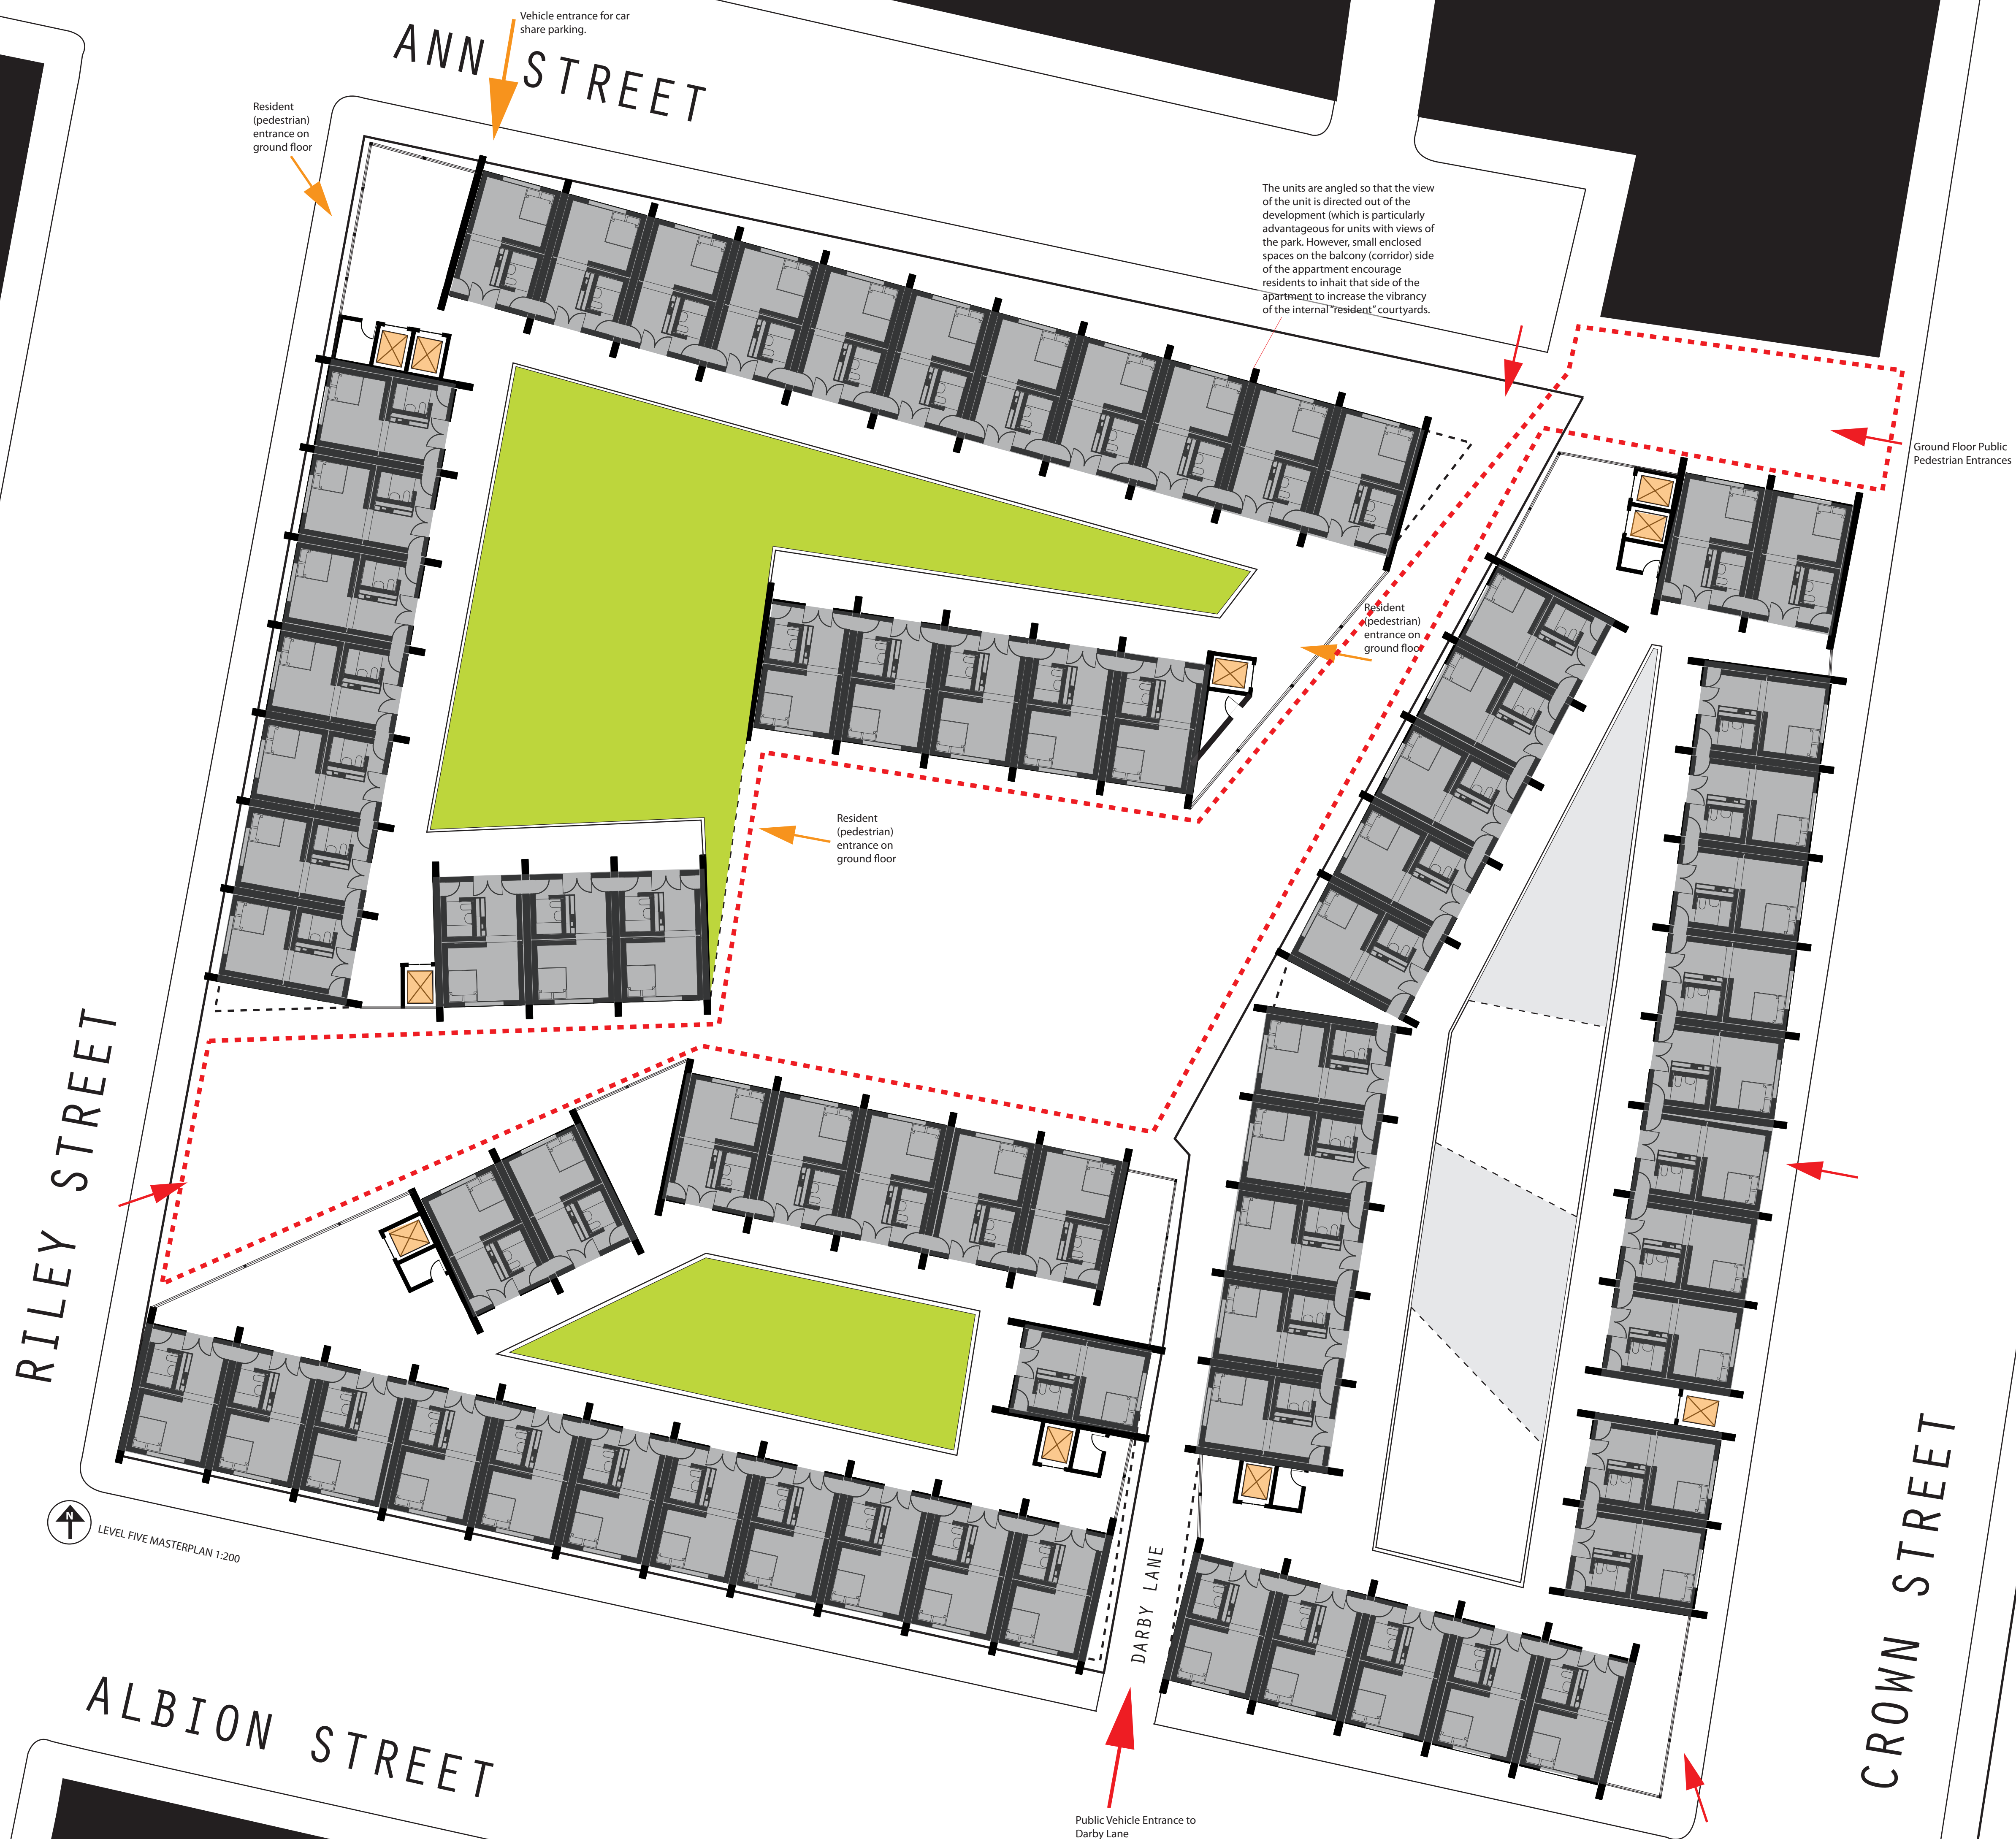 Vehicle entrance for car
share parking.
ANN STREET
Resident
(pedestrian)
entrance on
ground floor
The units are angled so that the view
of the unit is directed out of the
development (which is particularly
advantageous for units with views of
the park. However, small enclosed
spaces on the balcony (corridor) side
of the appartment encourage
residents to inhait that side of the
apartment to increase the vibrancy
of the internal "resident" courtyards.
Ground Floor Public
Pedestrian Entrances
Resident
(pedestrian)
entrance on
ground floor
Resident
(pedestrian)
entrance on
ground floor
RILEY STREET
N
LEVEL FIVE MASTERPLAN 1:200
DARBY LANE
CROWN STREET
ALBION STREET
Public Vehicle Entrance to
Darby Lane